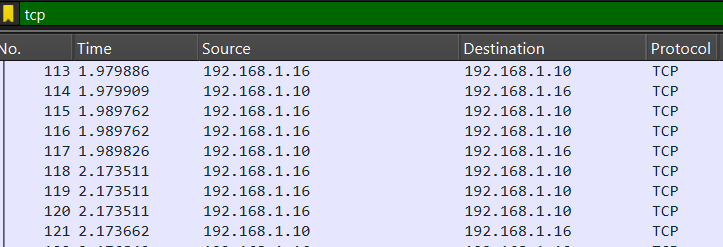 tcp
No. Time Source Destination Protocol
113 1.979886 192.168.1.16 192.168.1.10 TCP
114 1.979909 192.168.1.10 192.168.1.16 TCP
115 1.989762 192.168.1.16 192.168.1.10 TCP
116 1.989762 192.168.1.16 192.168.1.10 TCP
117 1.989826 192.168.1.10 192.168.1.16 TCP
118 2.173511 192.168.1.16 192.168.1.10 TCP
119 2.173511 192.168.1.16 192.168.1.10 TCP
120 2.173511 192.168.1.16 192.168.1.10 TCP
121 2.173662 192.168.1.10 192.168.1.16 TCP